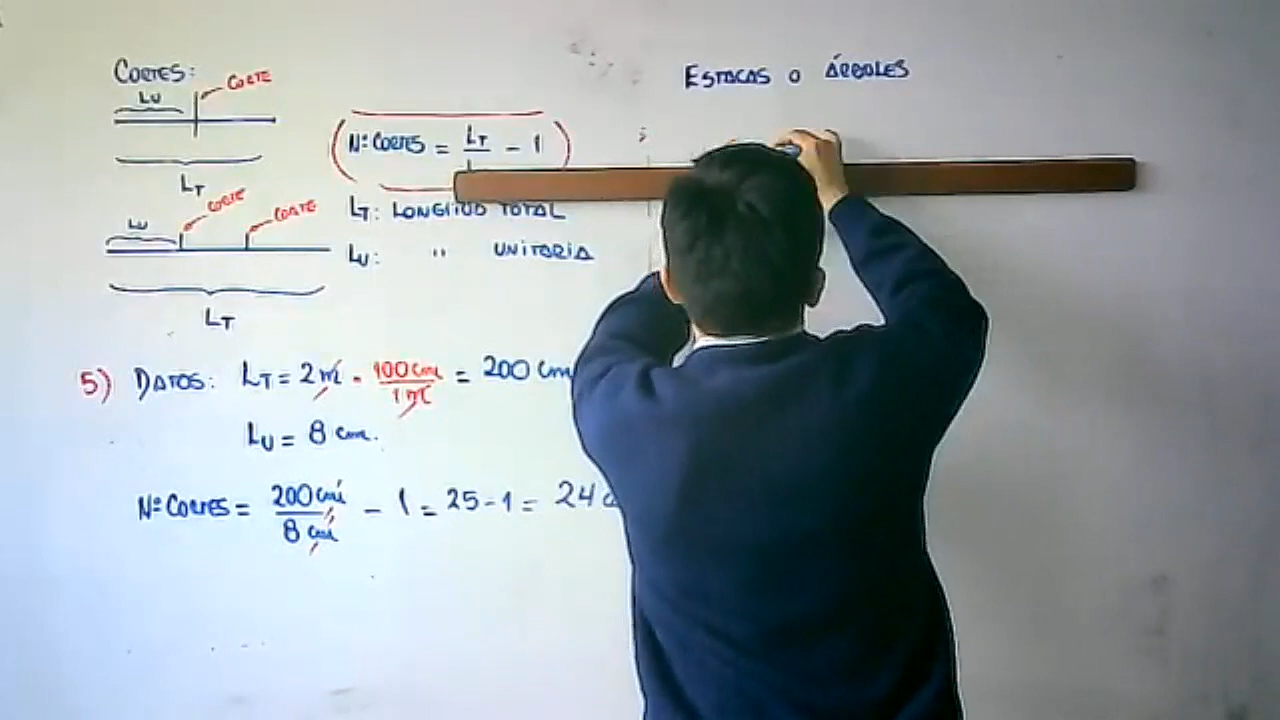 CORTES:
CORTE
LU
LT
CORTE
CORTE
LU
LT
Nº CORTES = LT/ - 1
LT: LONGITUD TOTAL
LU: " UNITARIA
5) DATOS: LT = 2 m . 100 cm/1 m = 200 cm
LU = 8 cm.
Nº CORTES = 200 cm/8 cm - 1 = 25 - 1 = 24
ESTACAS O ÁRBOLES